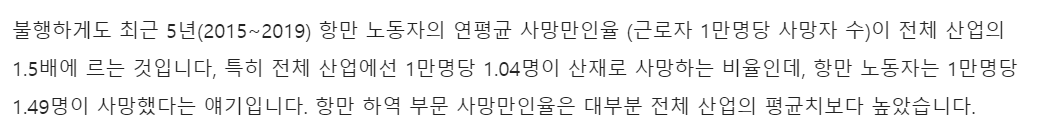 불행하게도 최근 5년(2015~2019) 항만 노동자의 연평균 사망만인율 (근로자 1만명당 사망자 수)이 전체 산업의
1.5배에 르는 것입니다, 특히 전체 산업에선 1만명당 1.04명이 산재로 사망하는 비율인데, 항만 노동자는 1만명당
1.49명이 사망했다는 얘기입니다. 항만 하역 부문 사망만인율은 대부분 전체 산업의 평균치보다 높았습니다.